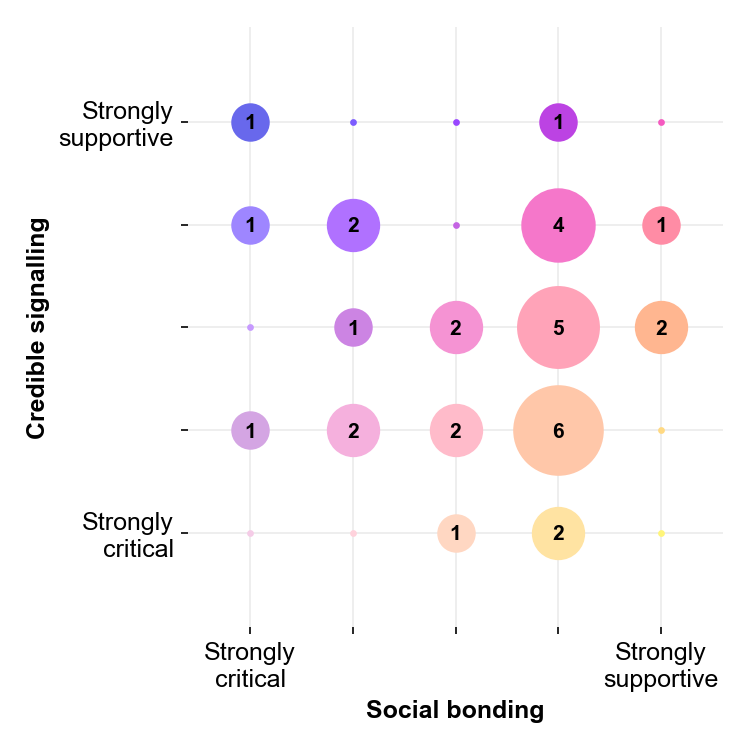 Strongly
supportive
1 1
1 2 4 1
1 2 5 2
1 2 2 6
Strongly
critical
1 2
Credible signalling
Strongly
critical
Strongly
supportive
Social bonding